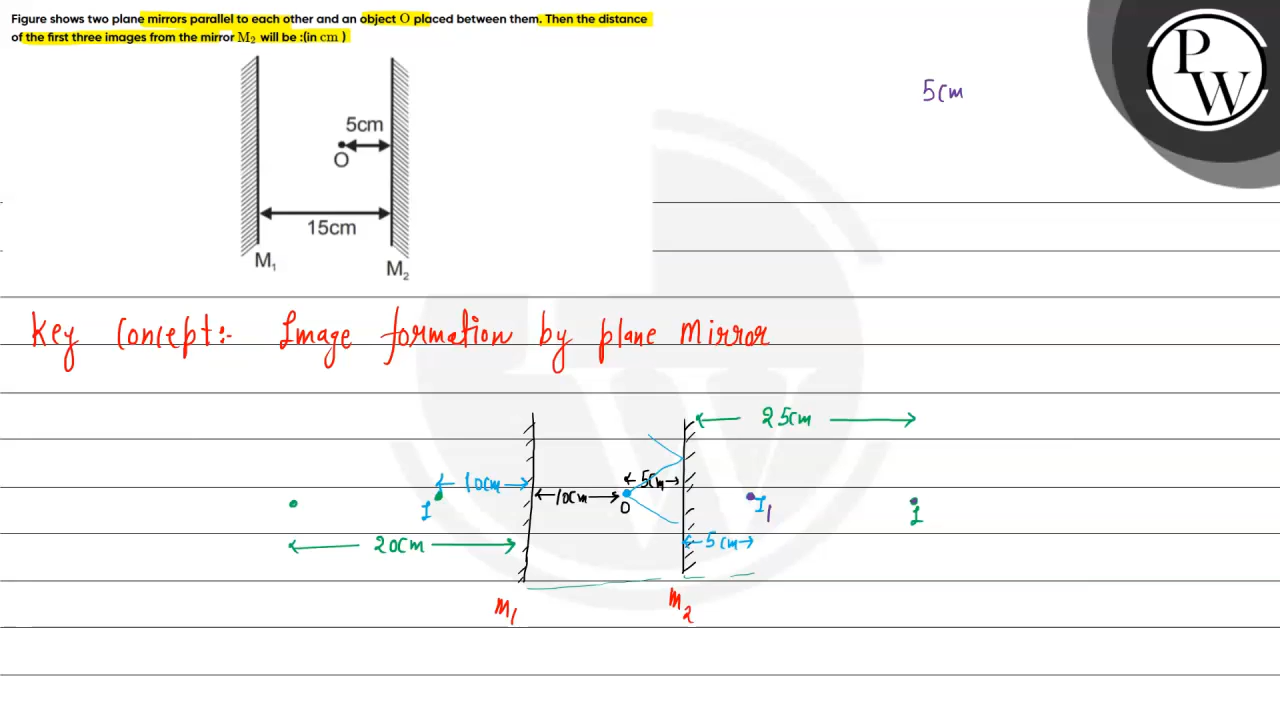 Figure shows two plane mirrors parallel to each other and an object O placed between them. Then the distance
of the first three images from the mirror M₂ will be :(in cm )
5cm
P
W
5cm
O
15cm
M₁
M₂
Key Concept:- Image formation by plane Mirror
25cm
10cm
10cm
5cm
I
O
I₁
I
20cm
5cm
M₁
M₂